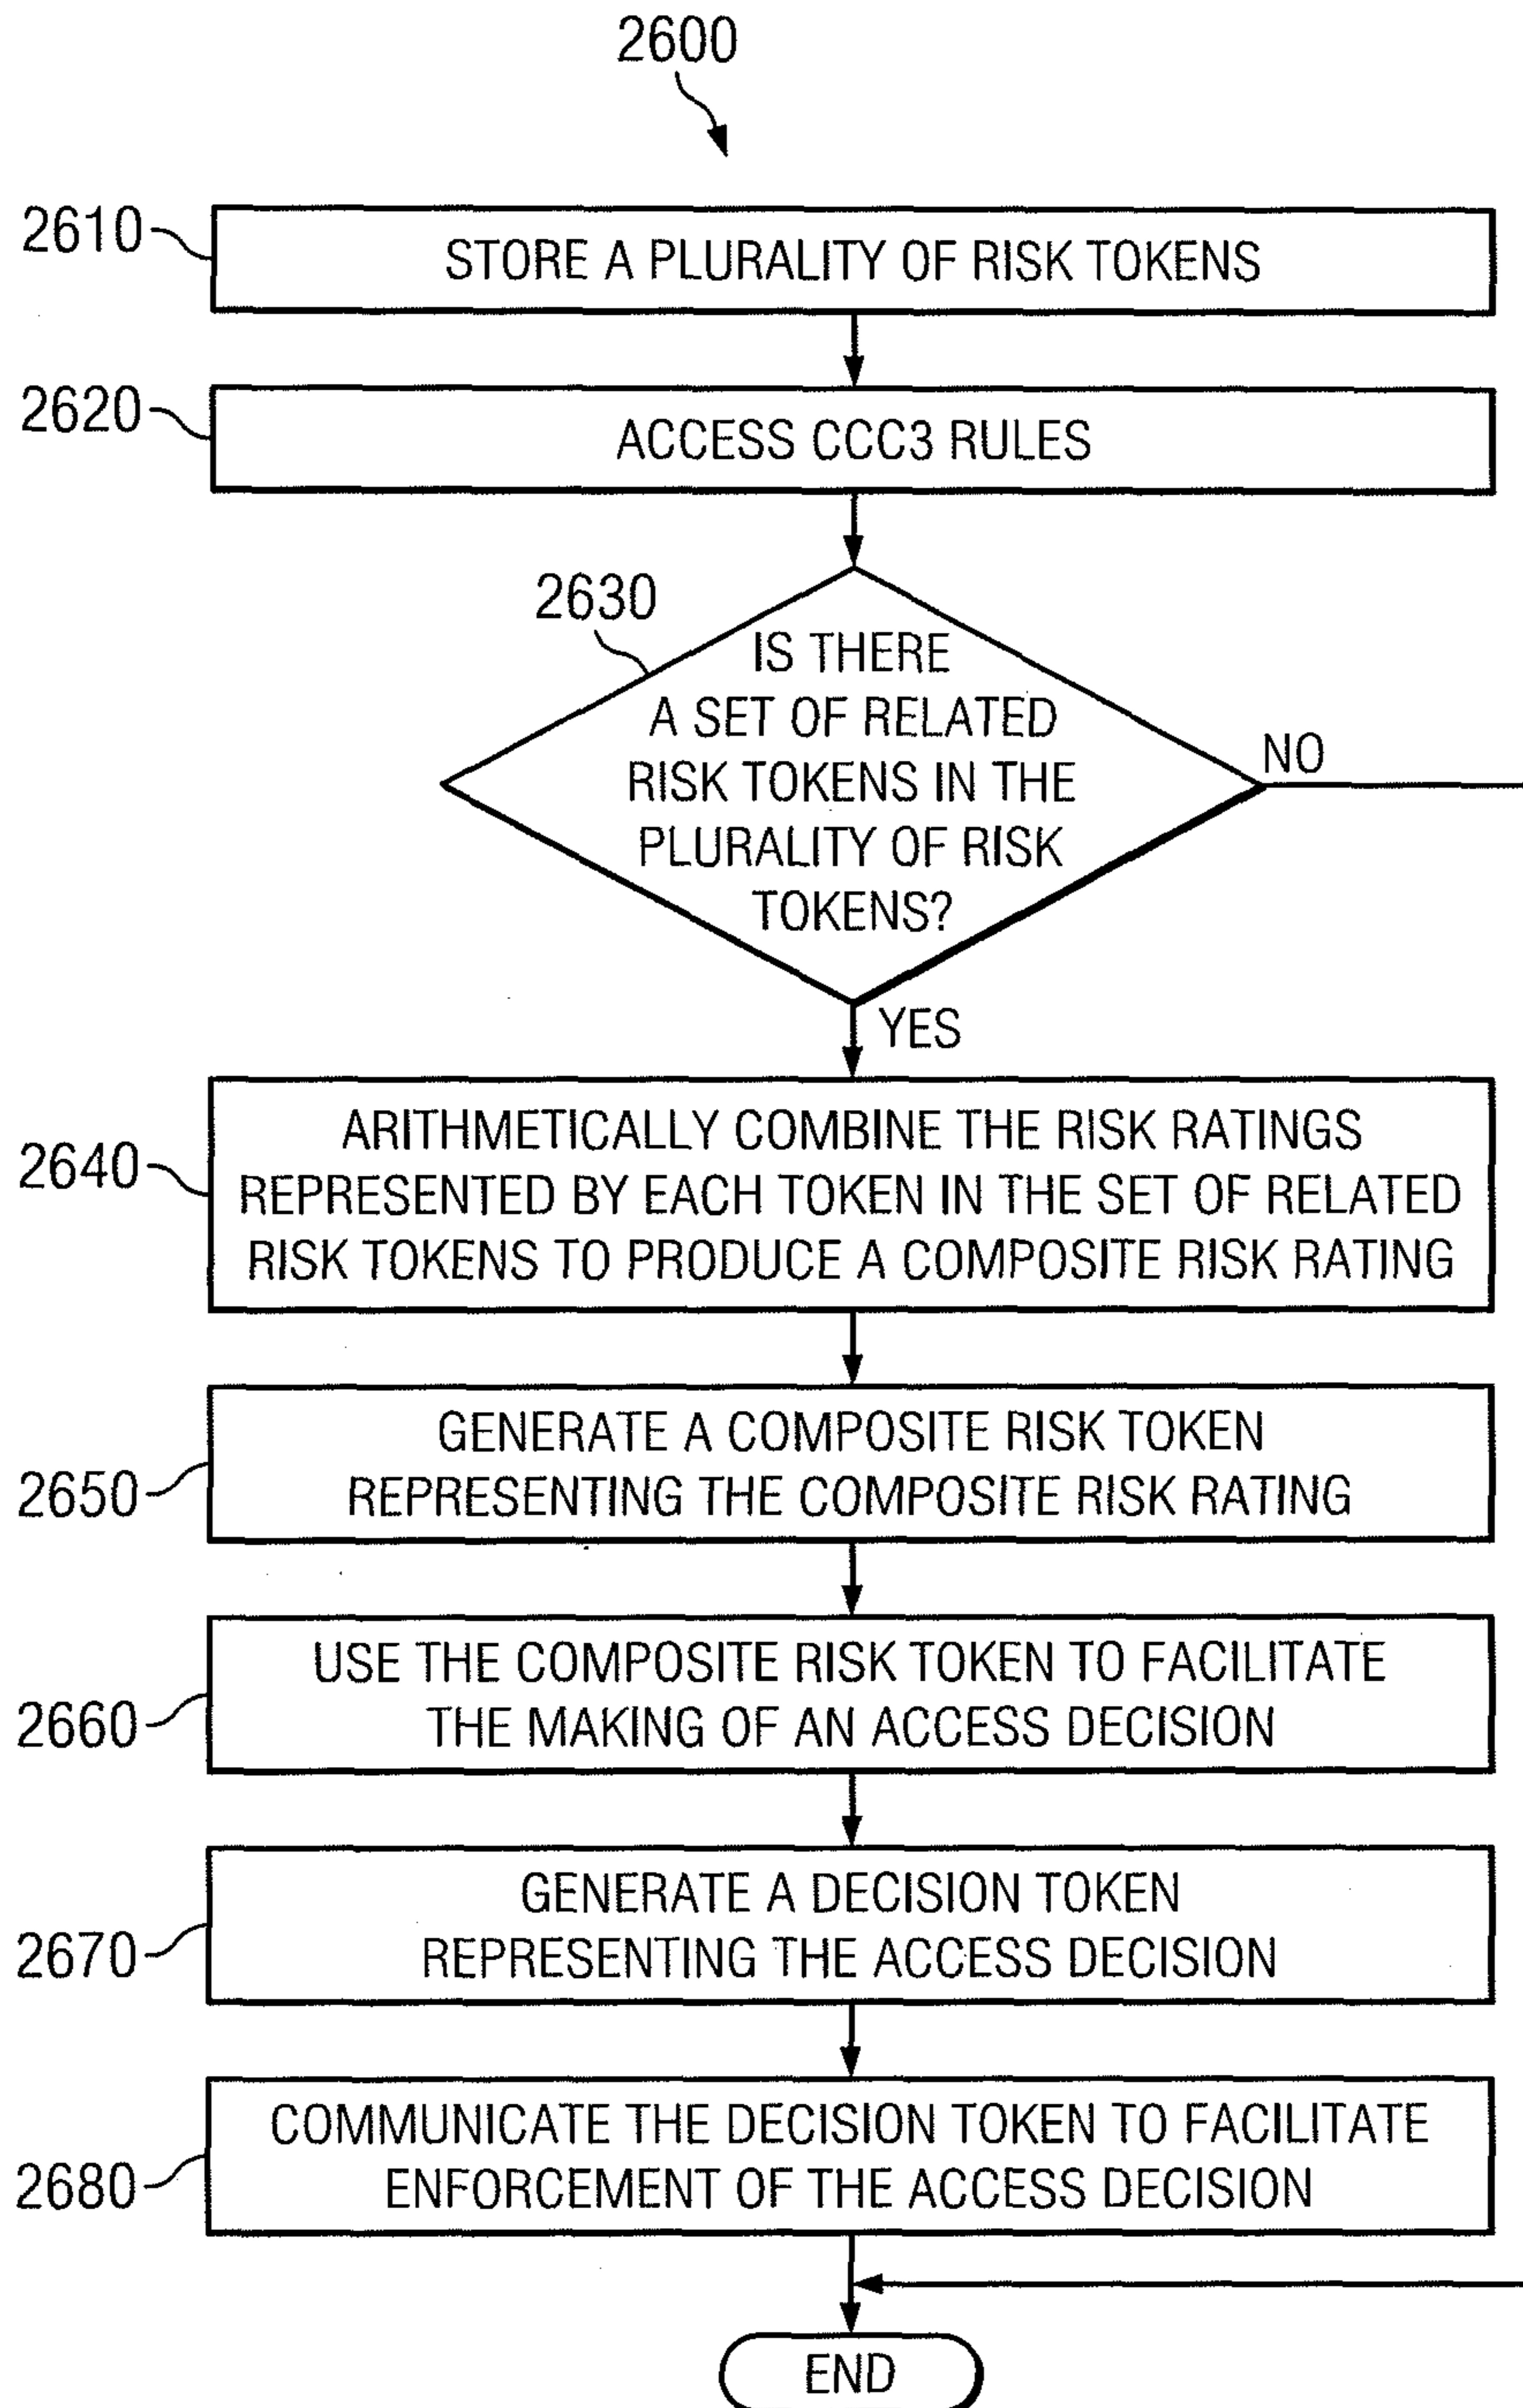 2600
2610
STORE A PLURALITY OF RISK TOKENS
2620
ACCESS CCC3 RULES
2630
IS THERE
A SET OF RELATED
RISK TOKENS IN THE
PLURALITY OF RISK
TOKENS?
NO
YES
2640
ARITHMETICALLY COMBINE THE RISK RATINGS
REPRESENTED BY EACH TOKEN IN THE SET OF RELATED
RISK TOKENS TO PRODUCE A COMPOSITE RISK RATING
2650
GENERATE A COMPOSITE RISK TOKEN
REPRESENTING THE COMPOSITE RISK RATING
2660
USE THE COMPOSITE RISK TOKEN TO FACILITATE
THE MAKING OF AN ACCESS DECISION
2670
GENERATE A DECISION TOKEN
REPRESENTING THE ACCESS DECISION
2680
COMMUNICATE THE DECISION TOKEN TO FACILITATE
ENFORCEMENT OF THE ACCESS DECISION
END